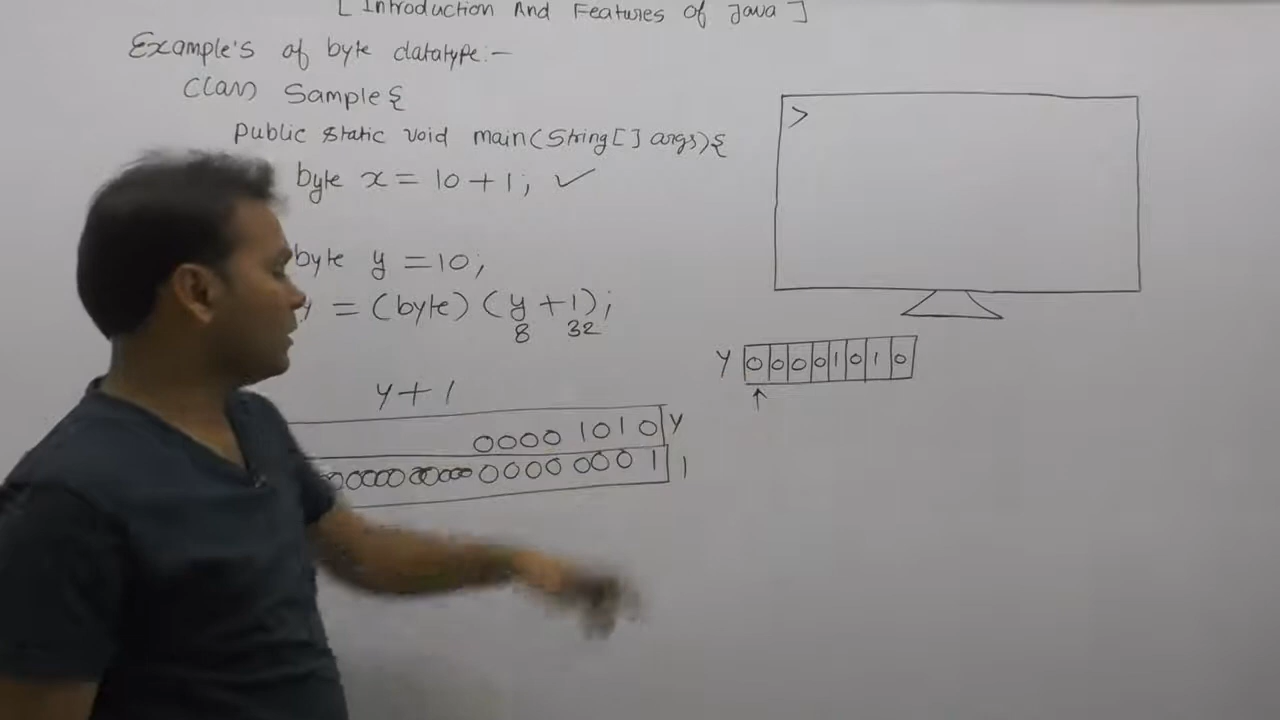 [ Introduction And Features of Java ]
Example's of byte datatype:-
Class Sample {
public static void main(String[] args){
byte x = 10 + 1; ✓
byte y = 10;
y = (byte) (y + 1);
8 32
>
Y 0 0 0 0 1 0 1 0
↑
y + 1
0000 1010 Y
0000 0001 1